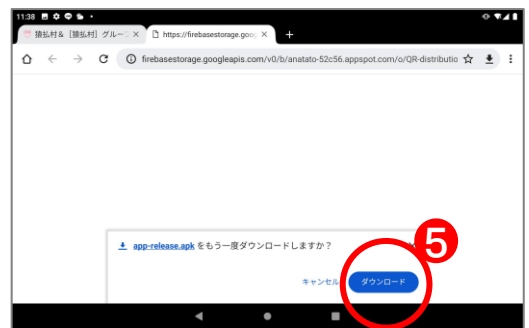 11:38
猿払村&［猿払村］グルー
https://firebasestorage.goo
firebasestorage.googleapis.com/v0/b/anatato-52c56.appspot.com/o/QR-distributio
app-release.apk をもう一度ダウンロードしますか？
5
キャンセル
ダウンロード